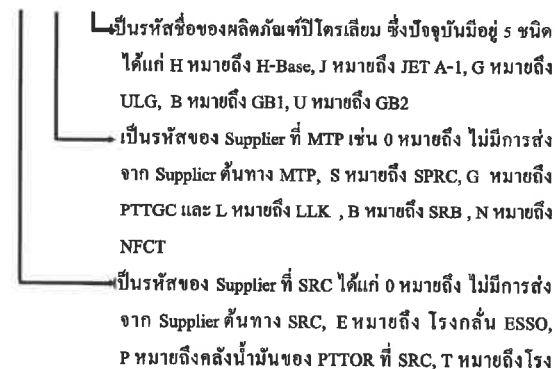 เป็นรหัสชื่อของผลิตภัณฑ์ปิโตรเลียม ซึ่งปัจจุบันมีอยู่ 5 ชนิด
ได้แก่ H หมายถึง H-Base, J หมายถึง JET A-1, G หมายถึง
ULG, B หมายถึง GB1, U หมายถึง GB2
เป็นรหัสของ Supplier ที่ MTP เช่น 0 หมายถึง ไม่มีการส่ง
จาก Supplier ต้นทาง MTP, S หมายถึง SPRC, G หมายถึง
PTTGC และ L หมายถึง LLK , B หมายถึง SRB , N หมายถึง
NFCT
เป็นรหัสของ Supplier ที่ SRC ได้แก่ 0 หมายถึง ไม่มีการส่ง
จาก Supplier ต้นทาง SRC, E หมายถึง โรงกลั่น ESSO,
P หมายถึงคลังน้ำมันของ PTTOR ที่ SRC, T หมายถึงโรง